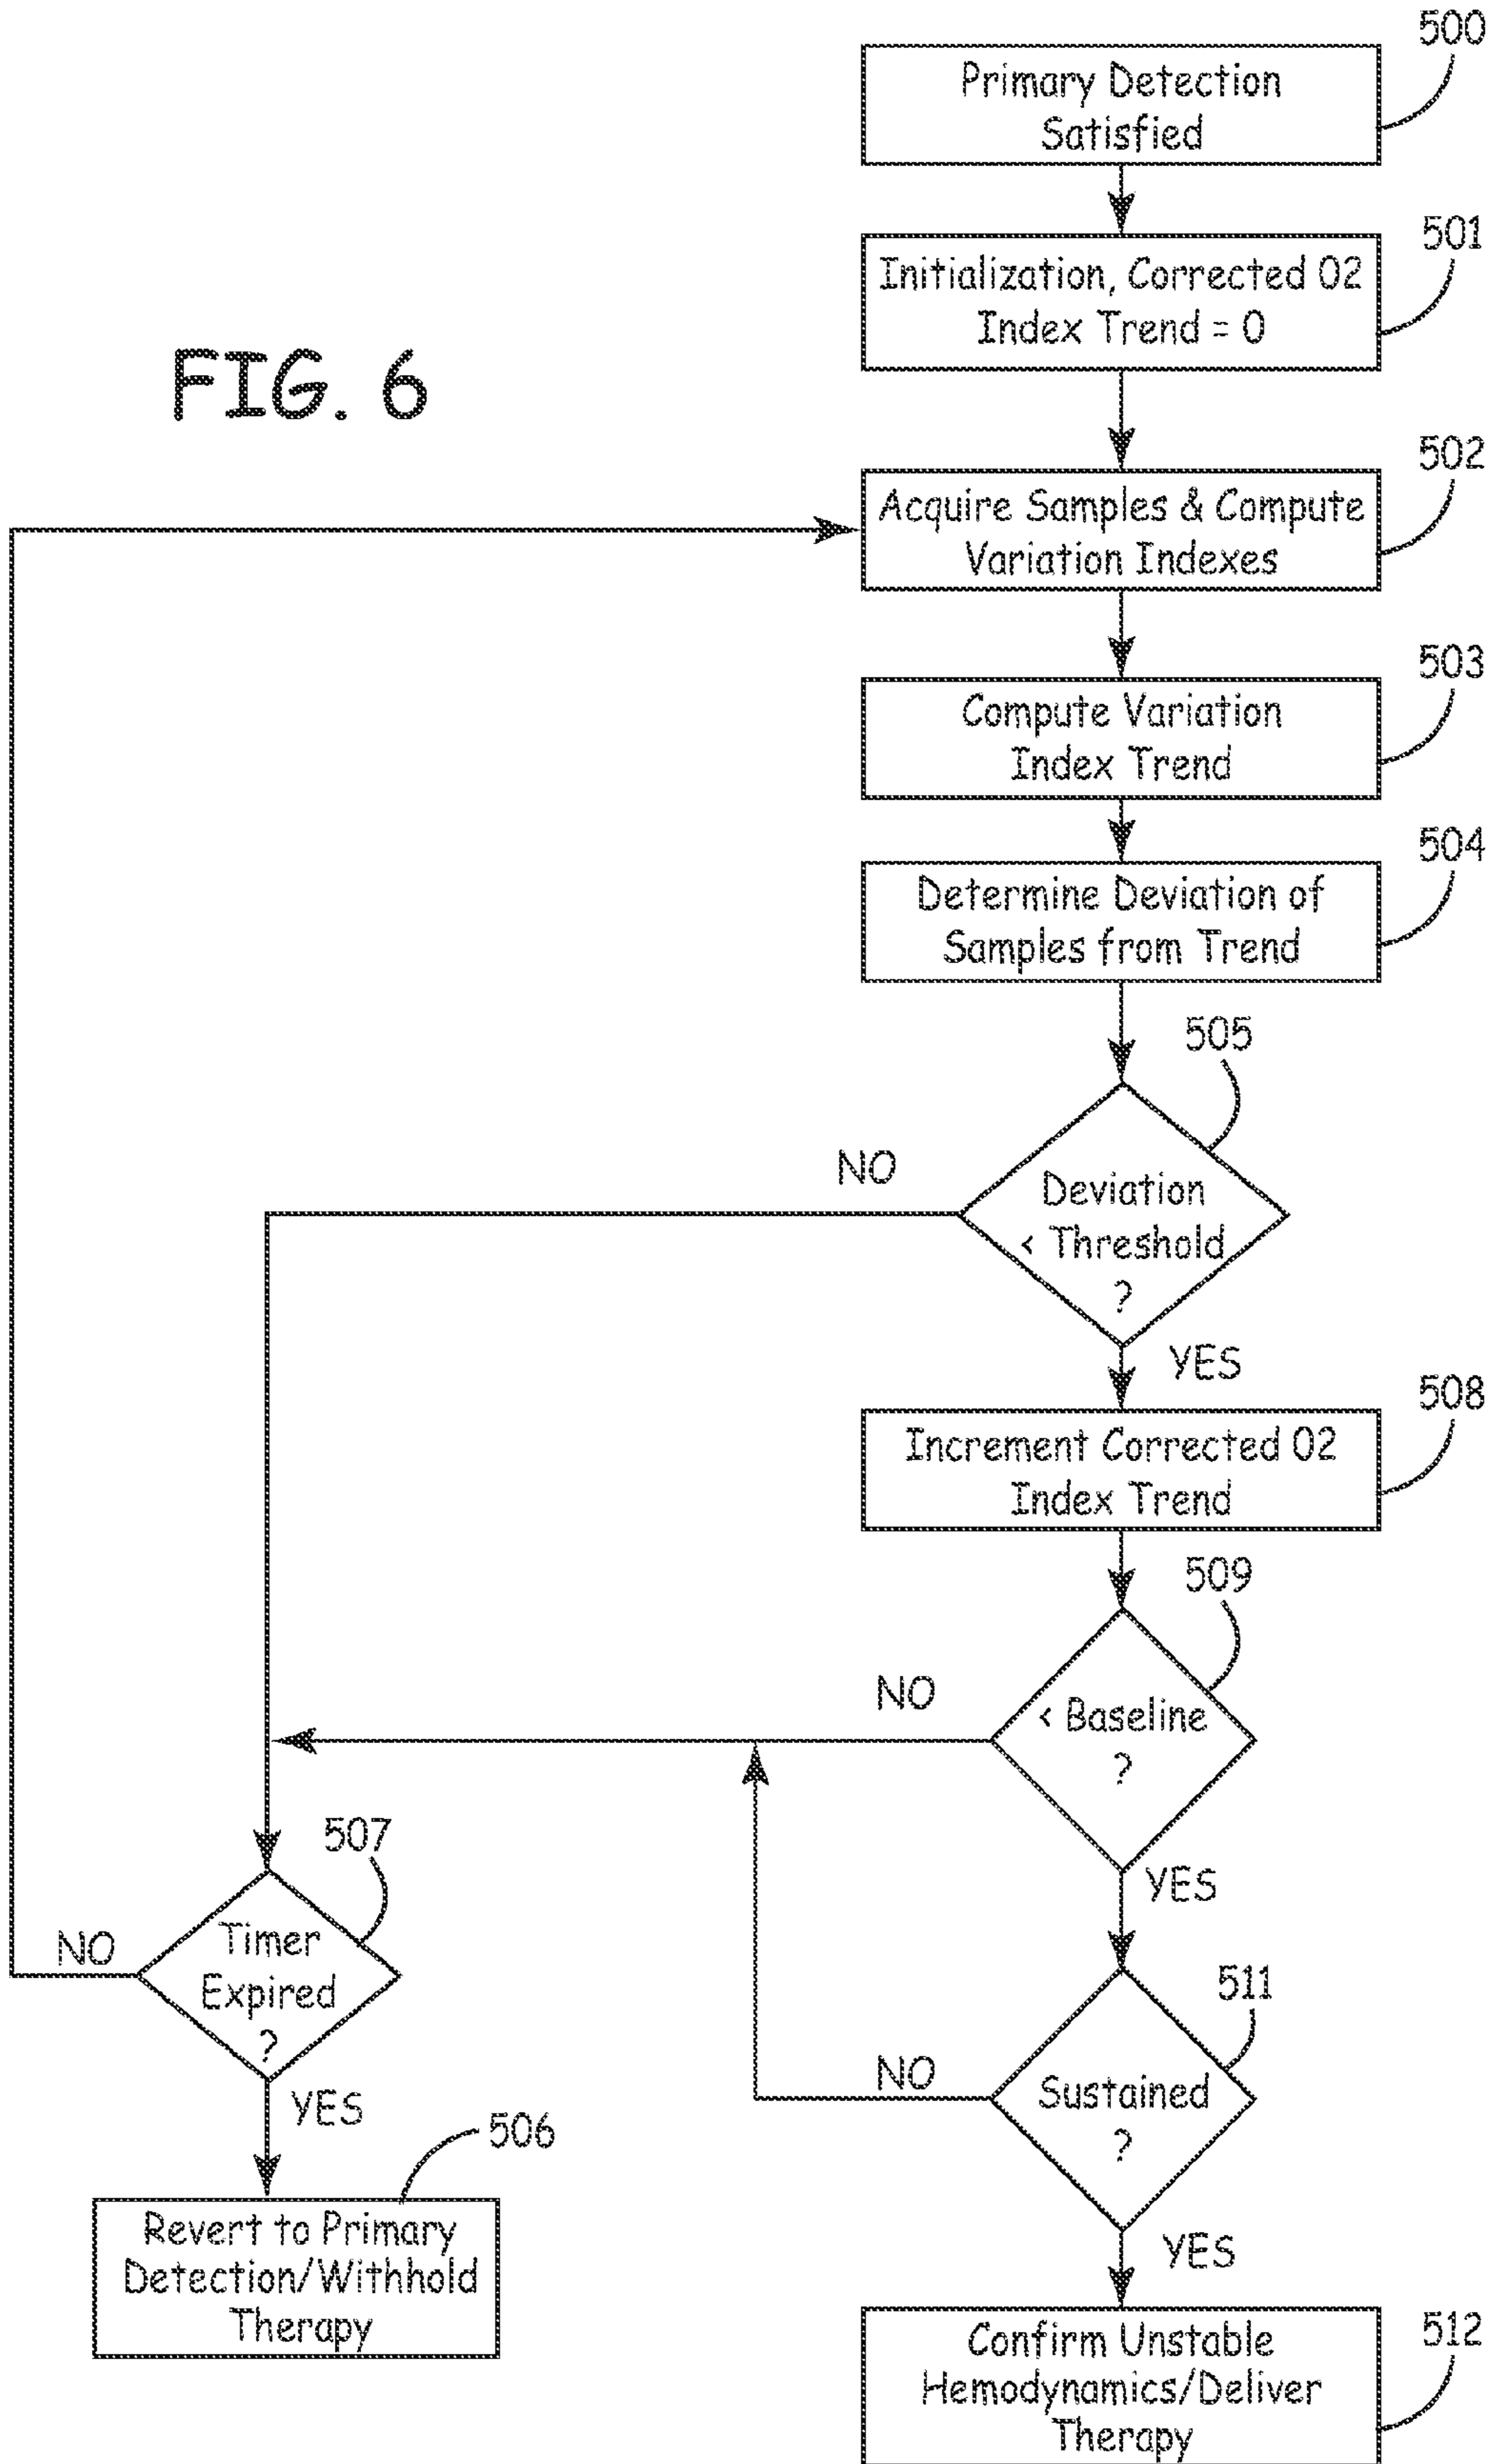 500
Primary Detection
Satisfied
501
Initialization, Corrected O2
Index Trend = 0
FIG. 6
502
Acquire Samples & Compute
Variation Indexes
503
Compute Variation
Index Trend
504
Determine Deviation of
Samples from Trend
505
NO
Deviation
< Threshold
?
YES
508
Increment Corrected O2
Index Trend
509
NO
< Baseline
?
YES
507
NO
Timer
Expired
?
YES
511
NO
Sustained
?
YES
506
Revert to Primary
Detection/Withhold
Therapy
512
Confirm Unstable
Hemodynamics/Deliver
Therapy